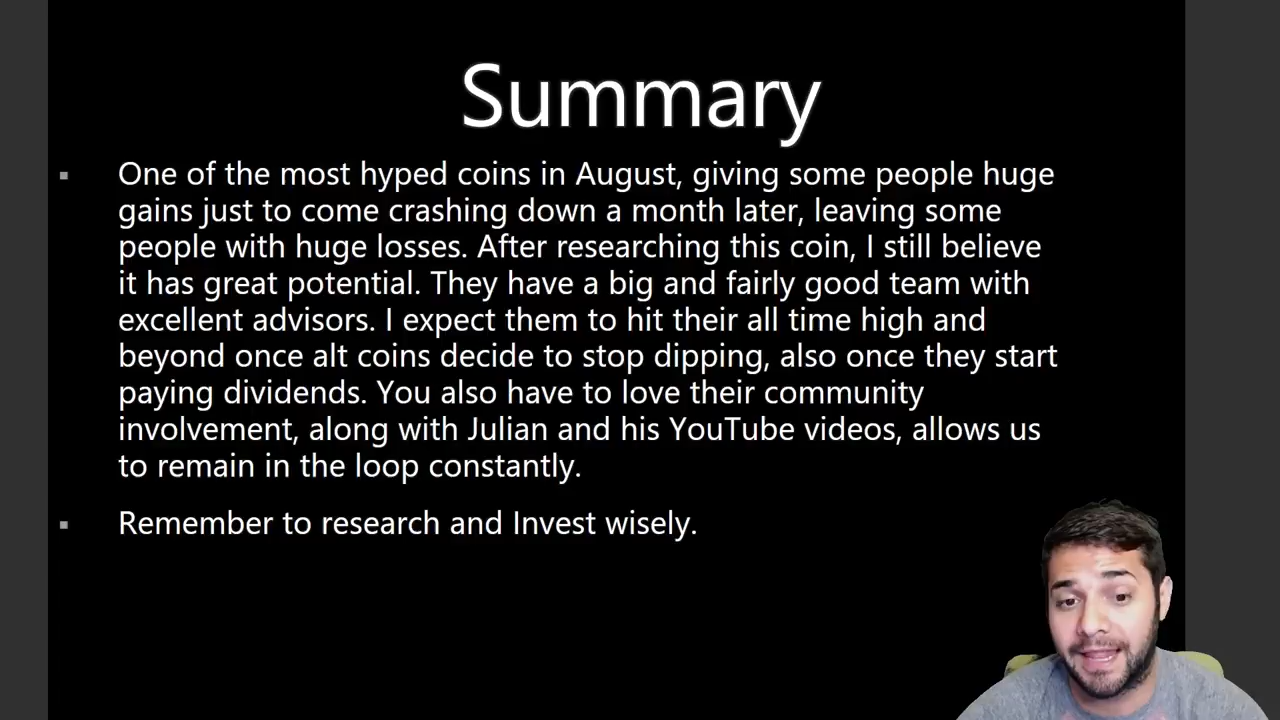 Summary
One of the most hyped coins in August, giving some people huge
gains just to come crashing down a month later, leaving some
people with huge losses. After researching this coin, I still believe
it has great potential. They have a big and fairly good team with
excellent advisors. I expect them to hit their all time high and
beyond once alt coins decide to stop dipping, also once they start
paying dividends. You also have to love their community
involvement, along with Julian and his YouTube videos, allows us
to remain in the loop constantly.
Remember to research and Invest wisely.